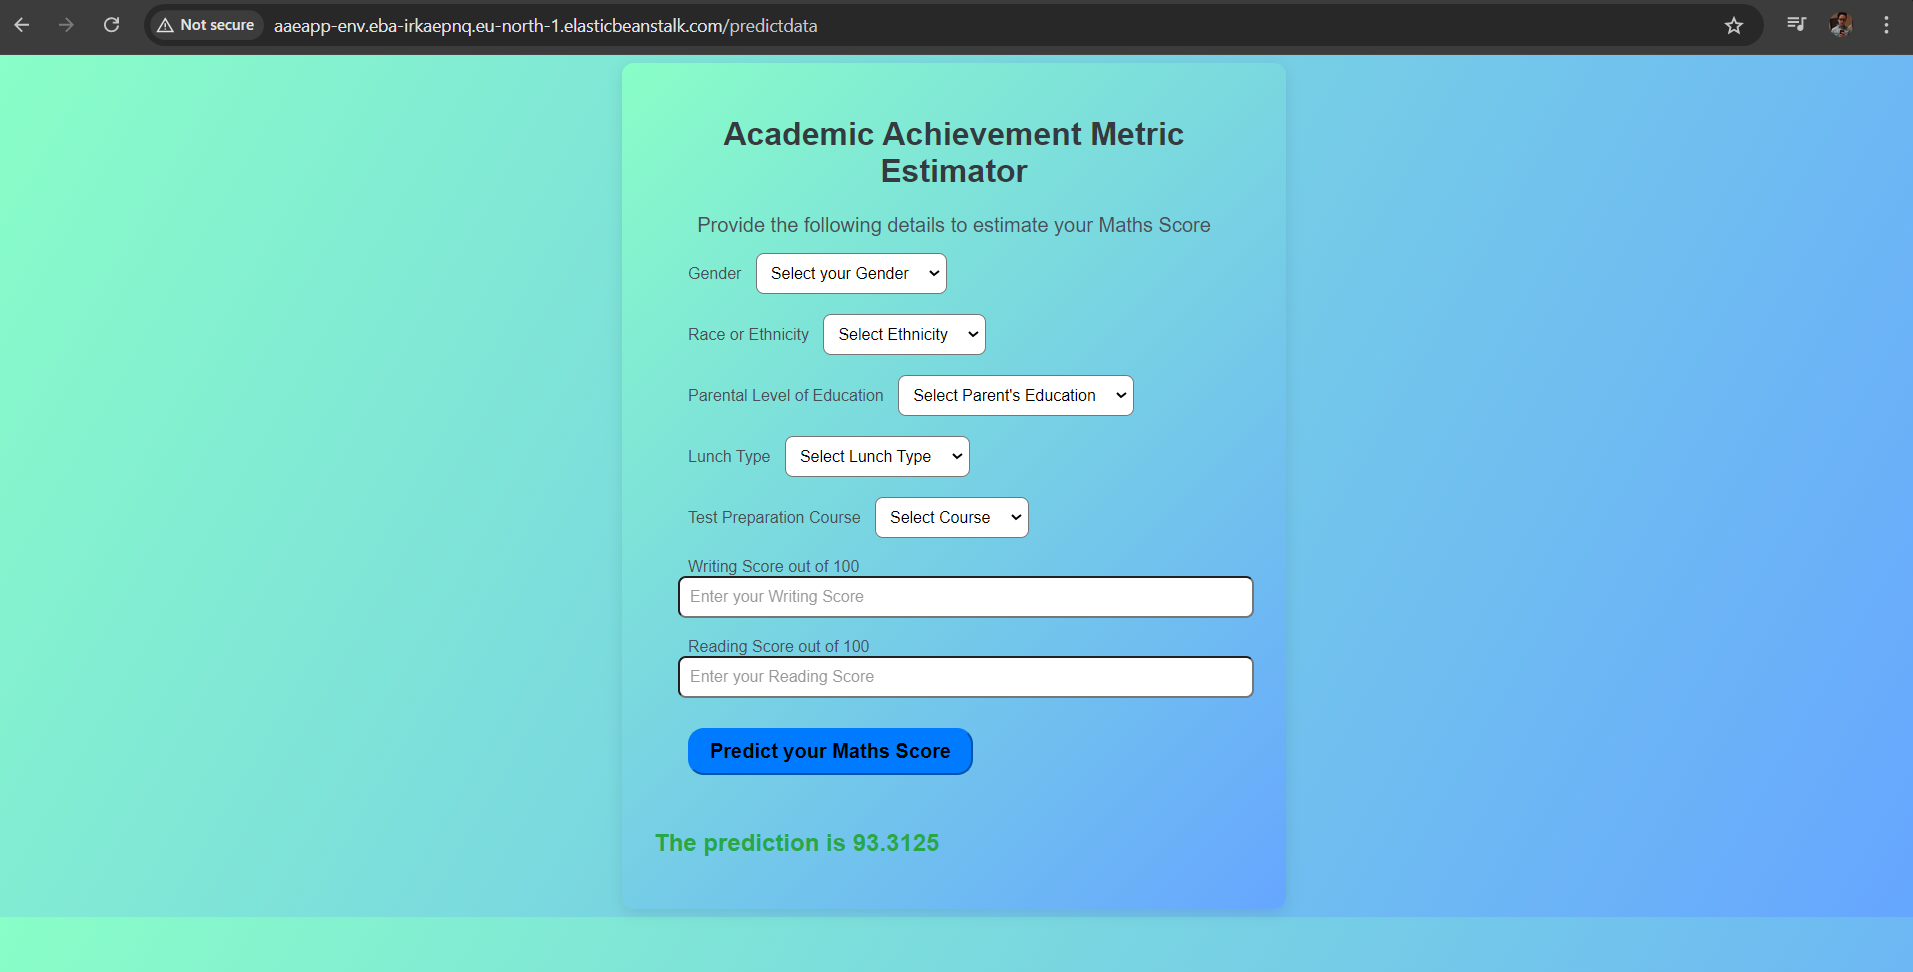 Not secure aaeapp-env.eba-irkaepnq.eu-north-1.elasticbeanstalk.com/predictdata
Academic Achievement Metric
Estimator
Provide the following details to estimate your Maths Score
Gender Select your Gender
Race or Ethnicity Select Ethnicity
Parental Level of Education Select Parent's Education
Lunch Type Select Lunch Type
Test Preparation Course Select Course
Writing Score out of 100
Enter your Writing Score
Reading Score out of 100
Enter your Reading Score
Predict your Maths Score
The prediction is 93.3125